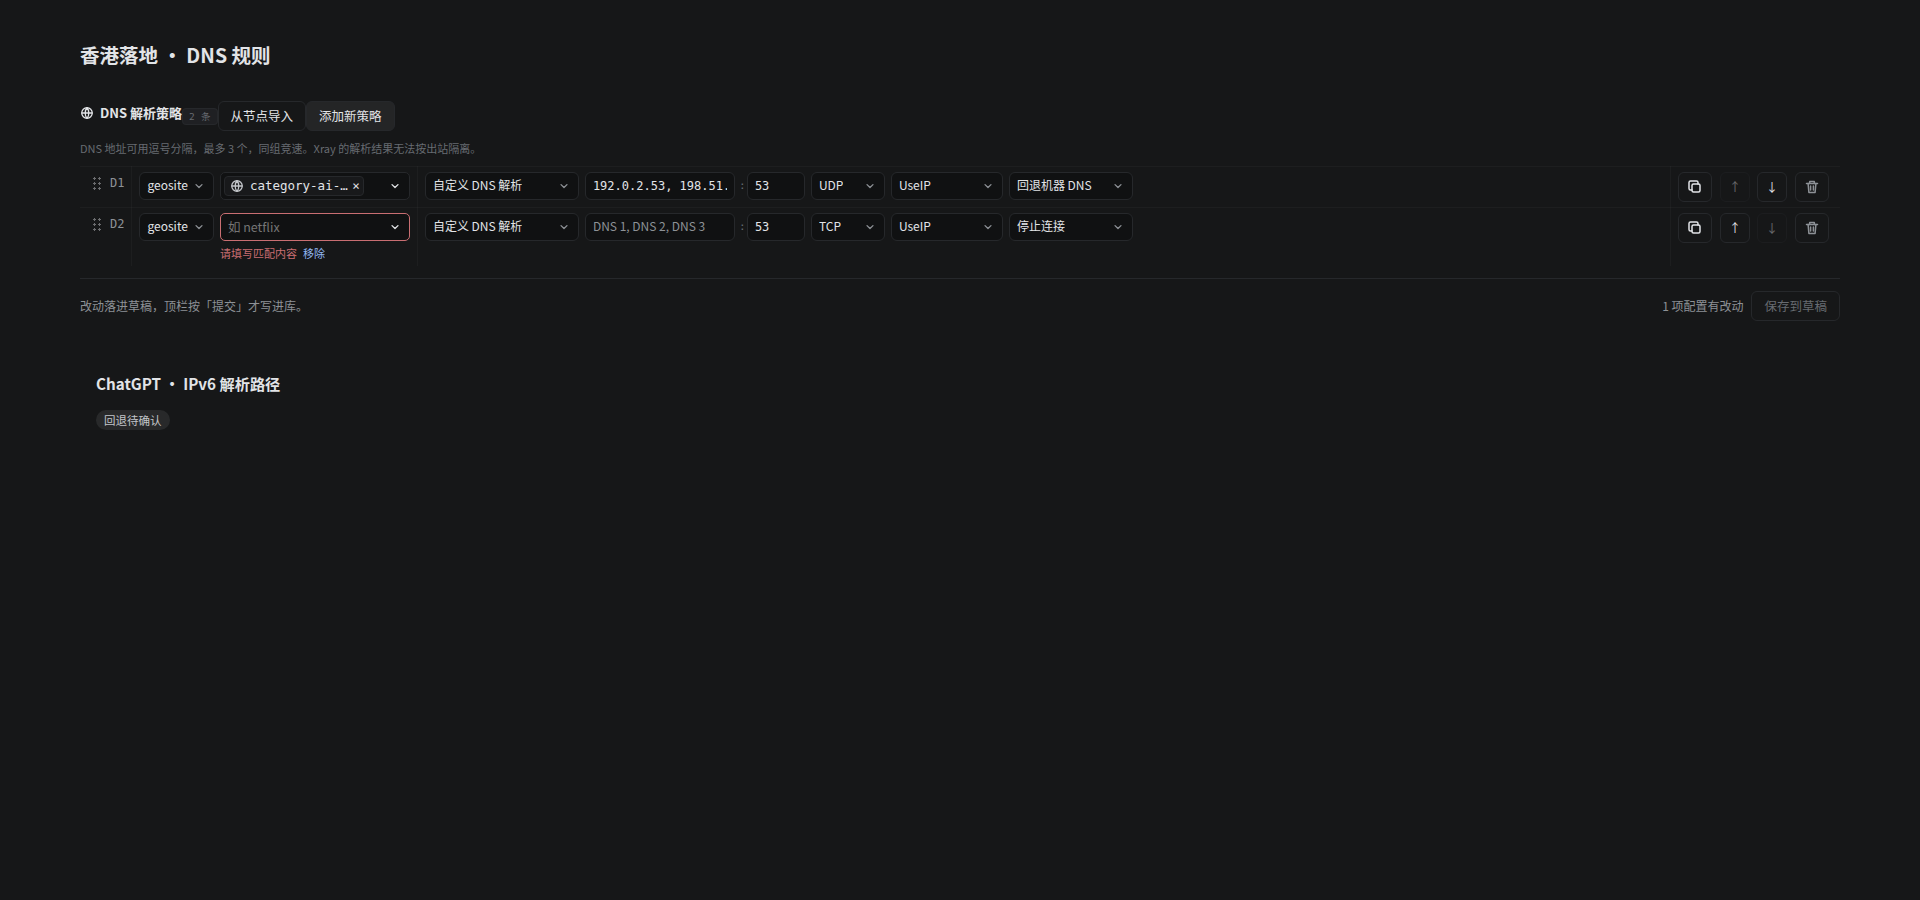 香港落地 · DNS 规则
DNS 解析策略 2 条 从节点导入 添加新策略
DNS 地址可用逗号分隔，最多 3 个，同组竞速。Xray 的解析结果无法按出站隔离。
D1 geosite category-ai-… × 自定义 DNS 解析 192.0.2.53, 198.51. : 53 UDP UseIP 回退机器 DNS ↑ ↓
D2 geosite 如 netflix 自定义 DNS 解析 DNS 1, DNS 2, DNS 3 : 53 TCP UseIP 停止连接 ↑ ↓
请填写匹配内容 移除
改动落进草稿，顶栏按「提交」才写进库。 1 项配置有改动 保存到草稿
ChatGPT · IPv6 解析路径
回退待确认